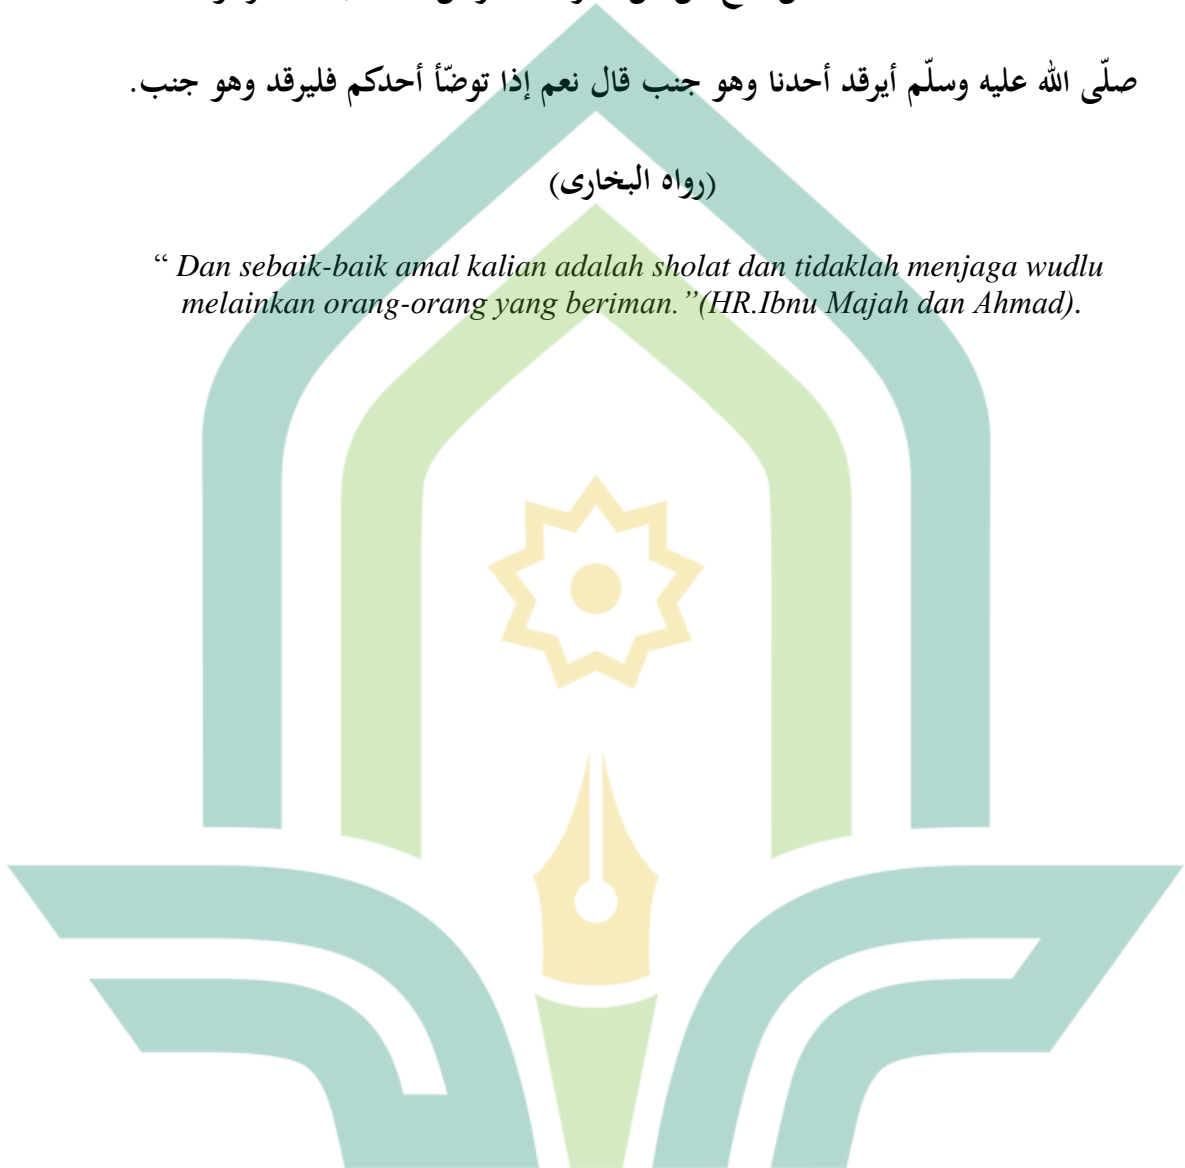 صلّى الله عليه وسلّم أيرقد أحدنا وهو جنب قال نعم إذا توضّأ أحدكم فليرقد وهو جنب.
(رواه البخارى)
“ Dan sebaik-baik amal kalian adalah sholat dan tidaklah menjaga wudlu
melainkan orang-orang yang beriman.”(HR.Ibnu Majah dan Ahmad).